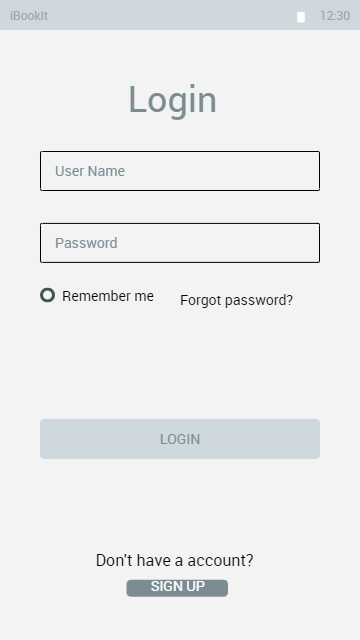 iBookIt 12:30
Login
User Name
Password
Remember me Forgot password?
LOGIN
Don't have a account?
SIGN UP